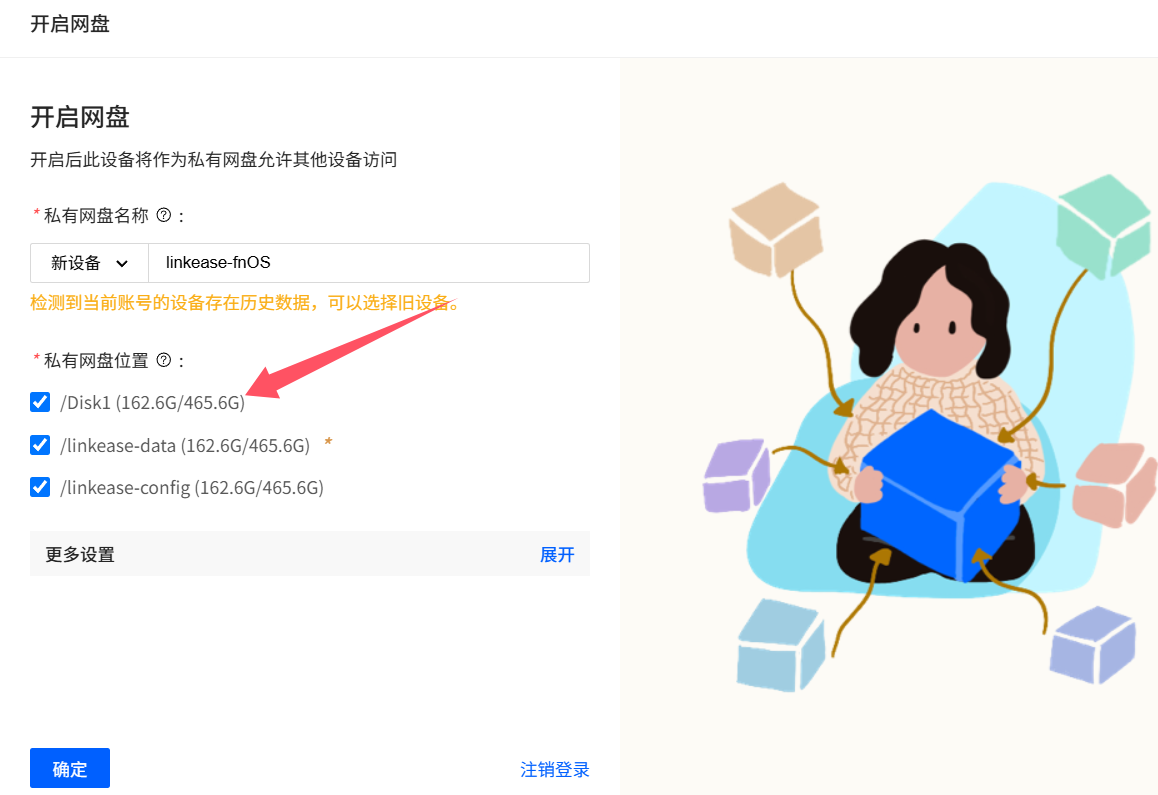 开启网盘
开启网盘
开启后此设备将作为私有网盘允许其他设备访问
* 私有网盘名称 ? :
新设备 linkease-fnOS
检测到当前账号的设备存在历史数据，可以选择旧设备。
* 私有网盘位置 ? :
/Disk1 (162.6G/465.6G)
/linkease-data (162.6G/465.6G) *
/linkease-config (162.6G/465.6G)
更多设置 展开
确定 注销登录